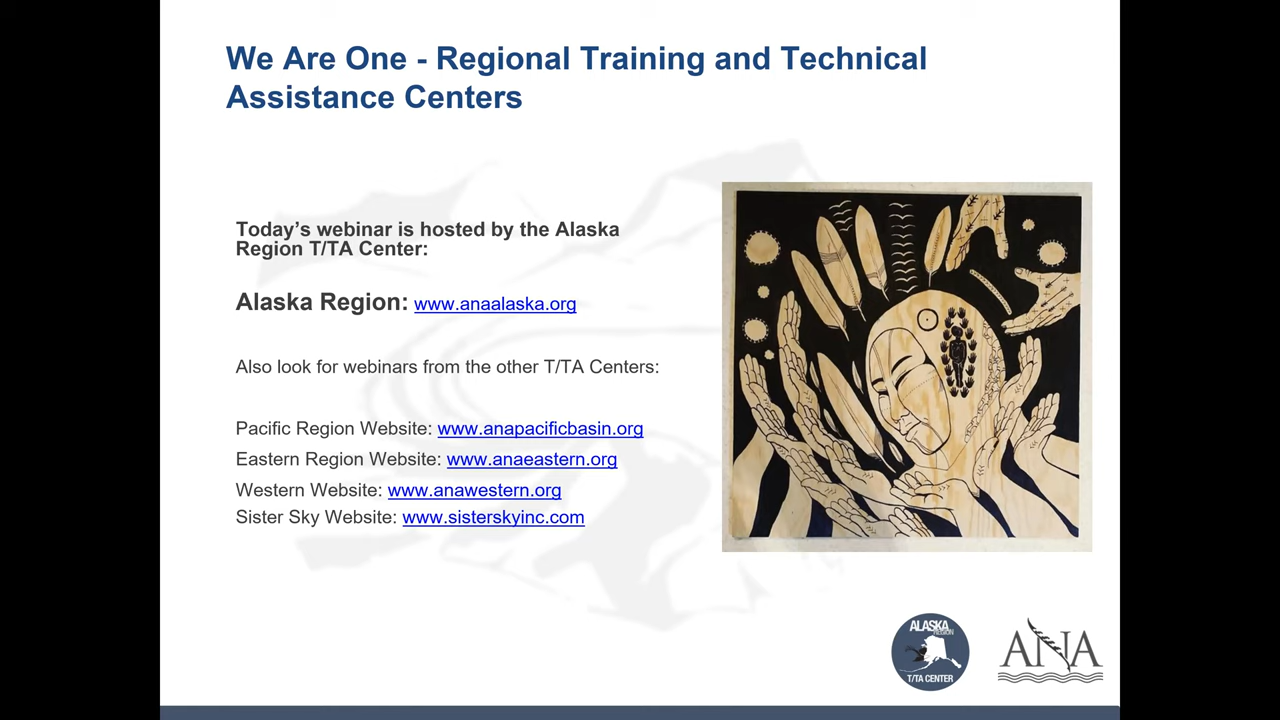 We Are One - Regional Training and Technical
Assistance Centers
Today’s webinar is hosted by the Alaska
Region T/TA Center:
Alaska Region: www.anaalaska.org
Also look for webinars from the other T/TA Centers:
Pacific Region Website: www.anapacificbasin.org
Eastern Region Website: www.anaeastern.org
Western Website: www.anawestern.org
Sister Sky Website: www.sisterskyinc.com
ALASKA
REGION
T/TA CENTER
ANA